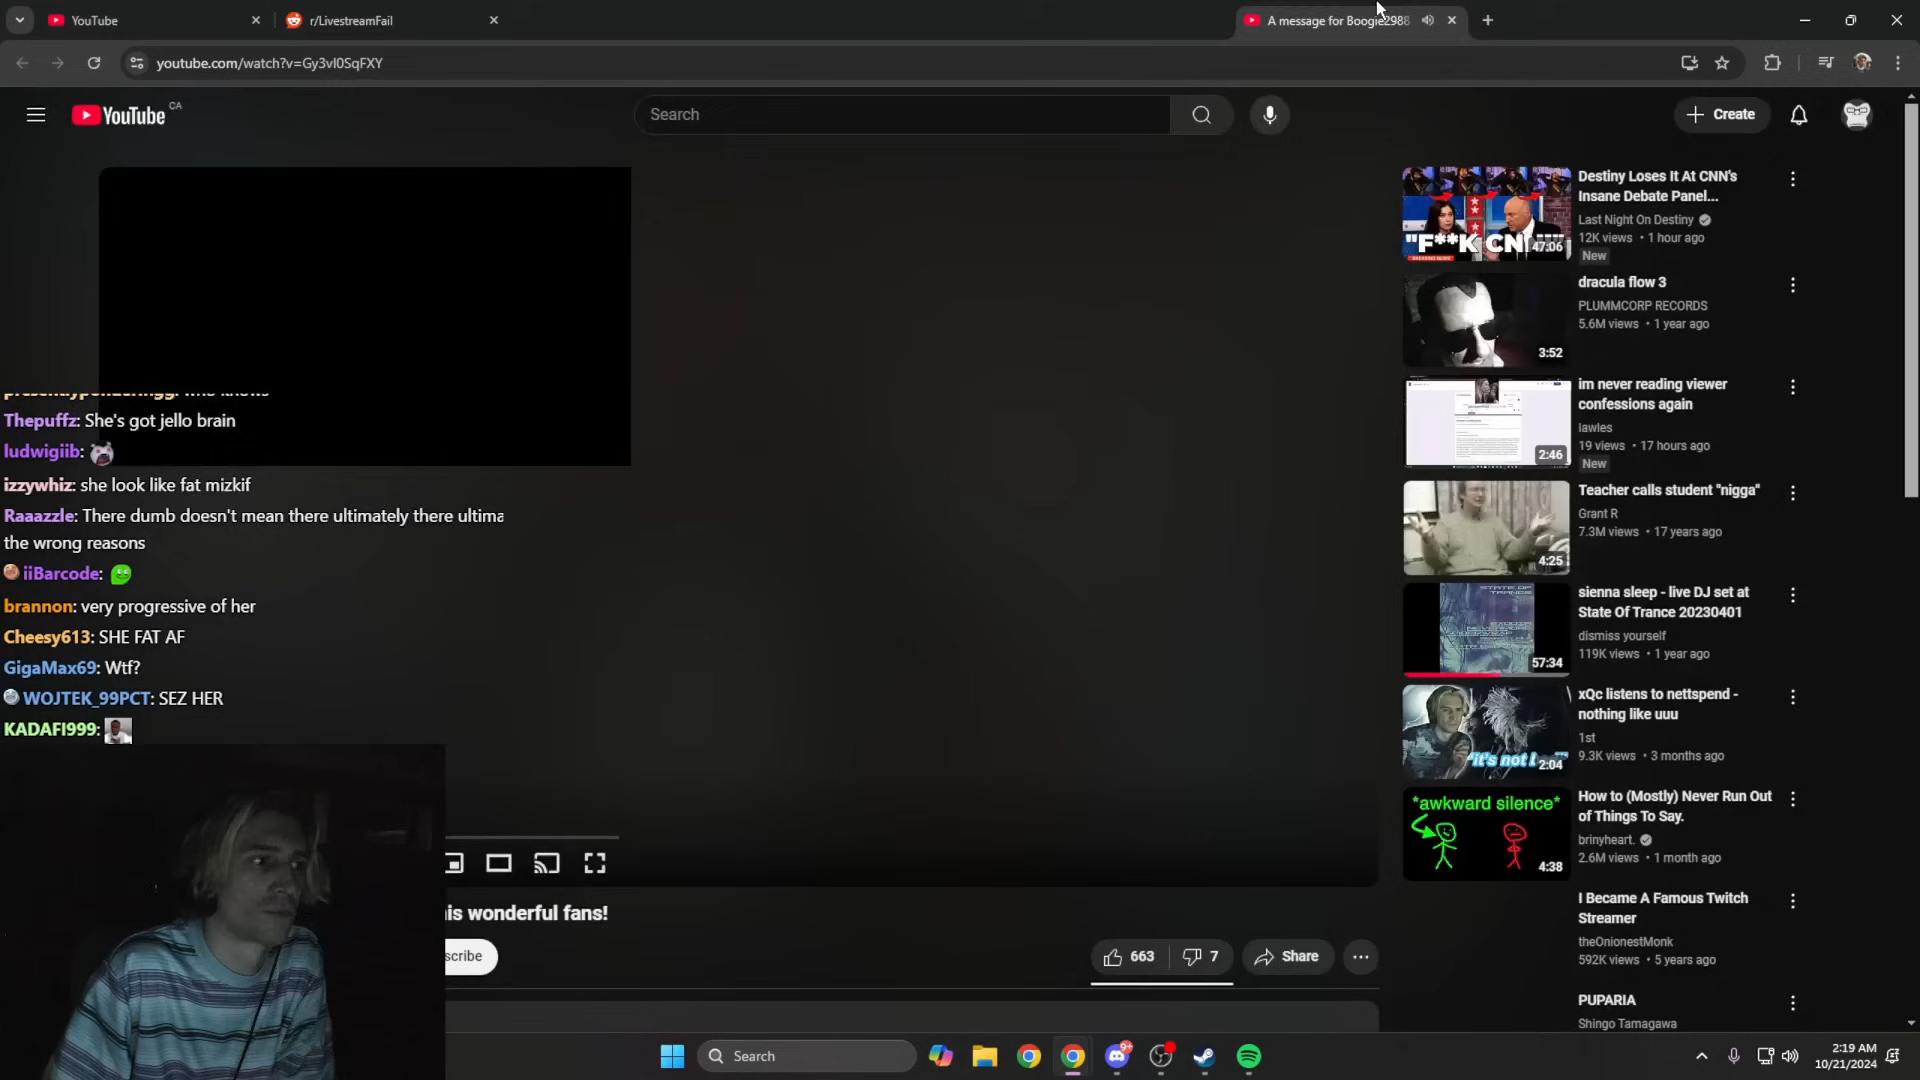 YouTube
r/LivestreamFail
A message for Boogie2988
youtube.com/watch?v=Gy3vI0SqFXY
YouTube CA
Search
Create
Thepuffz: She's got jello brain
ludwigiib:
izzywhiz: she look like fat mizkif
Raaazzle: There dumb doesn't mean there ultimately there ultima
the wrong reasons
iiBarcode:
brannon: very progressive of her
Cheesy613: SHE FAT AF
GigaMax69: Wtf?
WOJTEK_99PCT: SEZ HER
KADAFI999:
is wonderful fans!
scribe
663
7
Share
"F**K CN
47:06
Destiny Loses It At CNN's
Insane Debate Panel...
Last Night On Destiny
12K views • 1 hour ago
New
3:52
dracula flow 3
PLUMMCORP RECORDS
5.6M views • 1 year ago
2:46
im never reading viewer
confessions again
lawles
19 views • 17 hours ago
New
4:25
Teacher calls student "nigga"
Grant R
7.3M views • 17 years ago
57:34
sienna sleep - live DJ set at
State Of Trance 20230401
dismiss yourself
119K views • 1 year ago
"it's not l
2:04
xQc listens to nettspend -
nothing like uuu
1st
9.3K views • 3 months ago
*awkward silence*
4:38
How to (Mostly) Never Run Out
of Things To Say.
brinyheart.
2.6M views • 1 month ago
I Became A Famous Twitch
Streamer
theOnionestMonk
592K views • 5 years ago
PUPARIA
Shingo Tamagawa
Search
9+
2:19 AM
10/21/2024